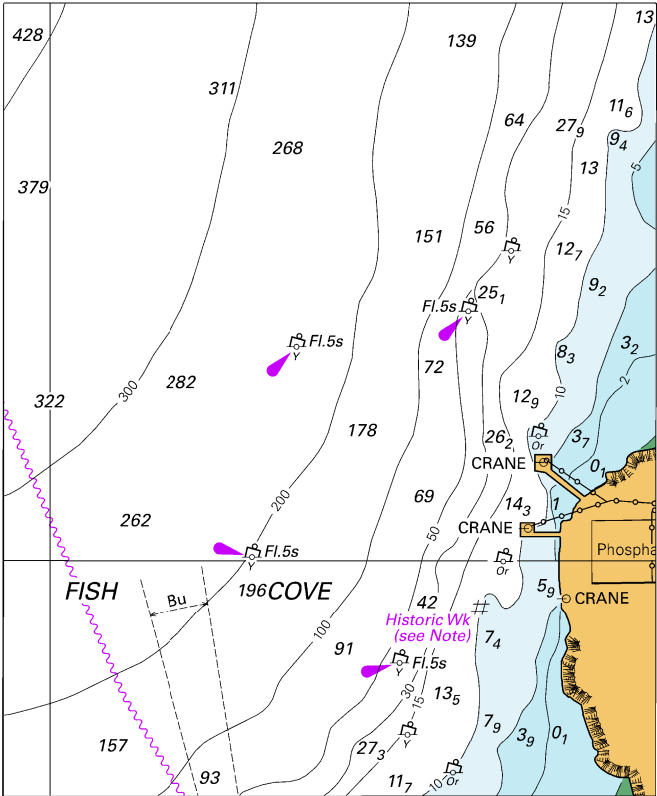 13
428
139
311
11₆
64
27₉
9₄
268
13
5
379
15
56
151
12₇
Y
9₂
25₁
Fl.5s
Y
Fl.5s
Y
3₂
8₃
72
282
2
300
10
12₉
322
178
Or
26₂
3₇
CRANE
0₁
200
69
14₃
1
262
CRANE
50
Phospha
Fl.5s
Y
Or
FISH COVE
196
5₉
Bu
42
CRANE
Historic Wk
(see Note)
100
7₄
91
Fl.5s
Y
30
13₅
15
7₉
Y
3₉
0₁
157
27₃
93
11₇
10
Or